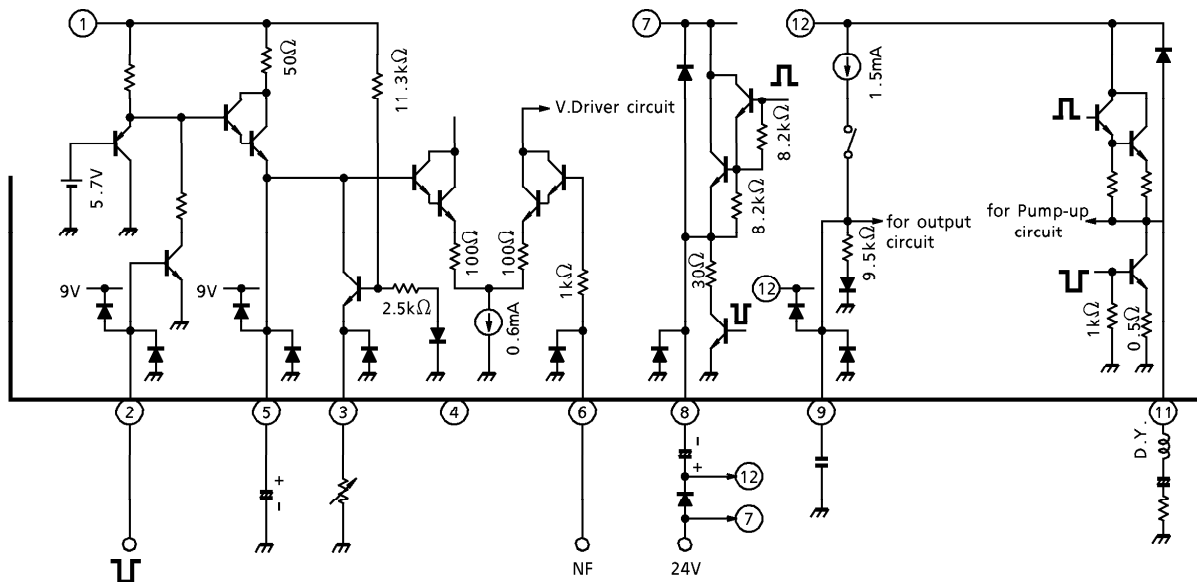 1
7
12
50Ω
11.3kΩ
V.Driver circuit
8.2kΩ
1.5mA
5.7V
8.2kΩ
for output
circuit
for Pump-up
circuit
100Ω
100Ω
1kΩ
30Ω
9.5kΩ
9V
9V
2.5kΩ
0.6mA
12
1kΩ
0.5Ω
2
5
3
4
6
8
9
11
D.Y.
+
-
-
+
12
7
NF
24V